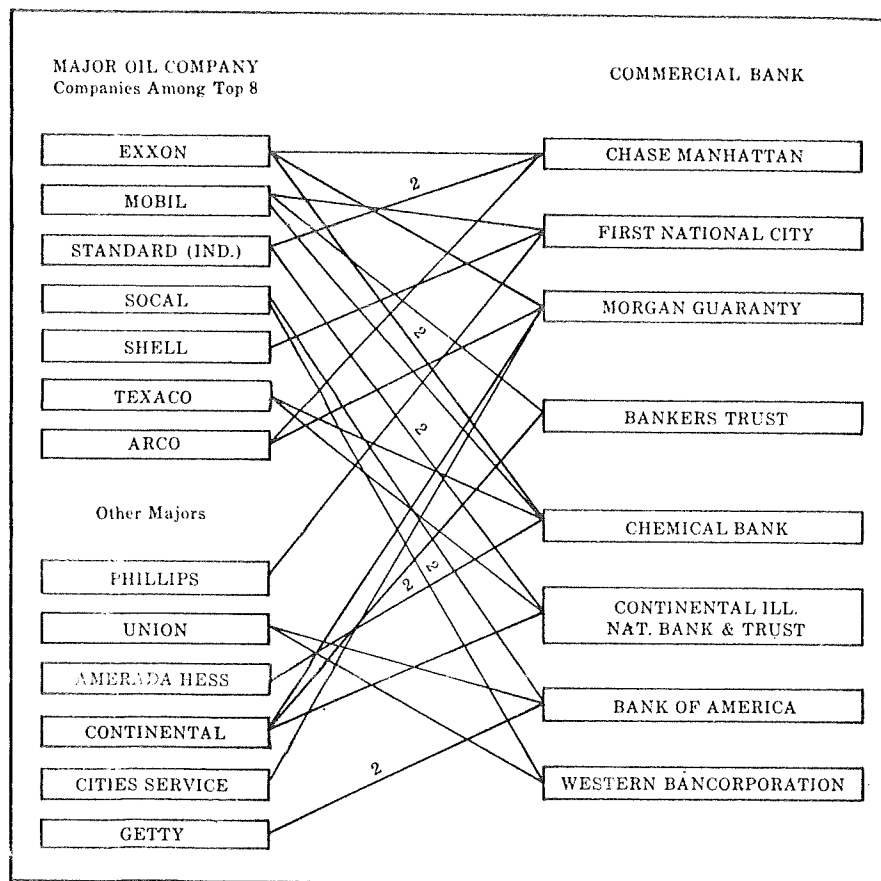 MAJOR OIL COMPANY
Companies Among Top 8
COMMERCIAL BANK
EXXON
MOBIL
STANDARD (IND.)
SOCAL
SHELL
TEXACO
ARCO
Other Majors
PHILLIPS
UNION
AMERADA HESS
CONTINENTAL
CITIES SERVICE
GETTY
2
2
2
2
2
2
CHASE MANHATTAN
FIRST NATIONAL CITY
MORGAN GUARANTY
BANKERS TRUST
CHEMICAL BANK
CONTINENTAL ILL.
NAT. BANK & TRUST
BANK OF AMERICA
WESTERN BANCORPORATION